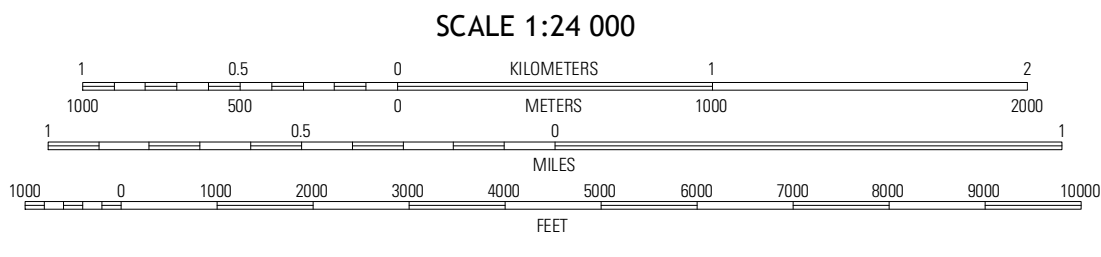 SCALE 1:24 000
1 0.5 0 KILOMETERS 1 2
1000 500 0 METERS 1000 2000
1 0.5 0 1
MILES
1000 0 1000 2000 3000 4000 5000 6000 7000 8000 9000 10000
FEET